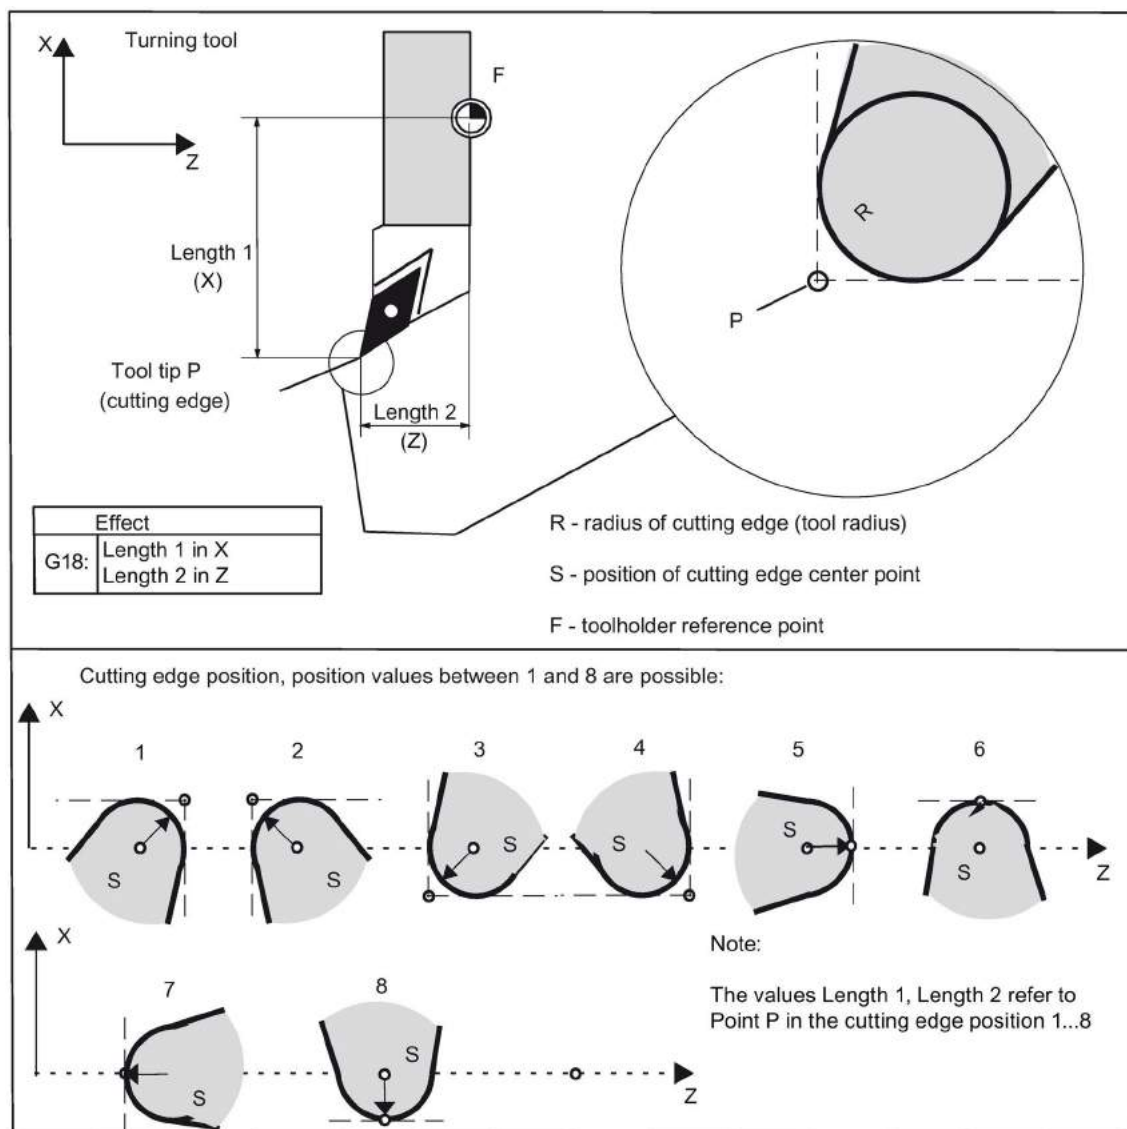 X
Turning tool
F
Z
Length 1
(X)
R
P
Tool tip P
(cutting edge)
Length 2
(Z)
Effect
G18:
Length 1 in X
Length 2 in Z
R - radius of cutting edge (tool radius)
S - position of cutting edge center point
F - toolholder reference point
Cutting edge position, position values between 1 and 8 are possible:
X
1
2
3
4
5
6
S
S
S
S
S
S
Z
X
7
8
S
S
Z
Note:
The values Length 1, Length 2 refer to
Point P in the cutting edge position 1...8